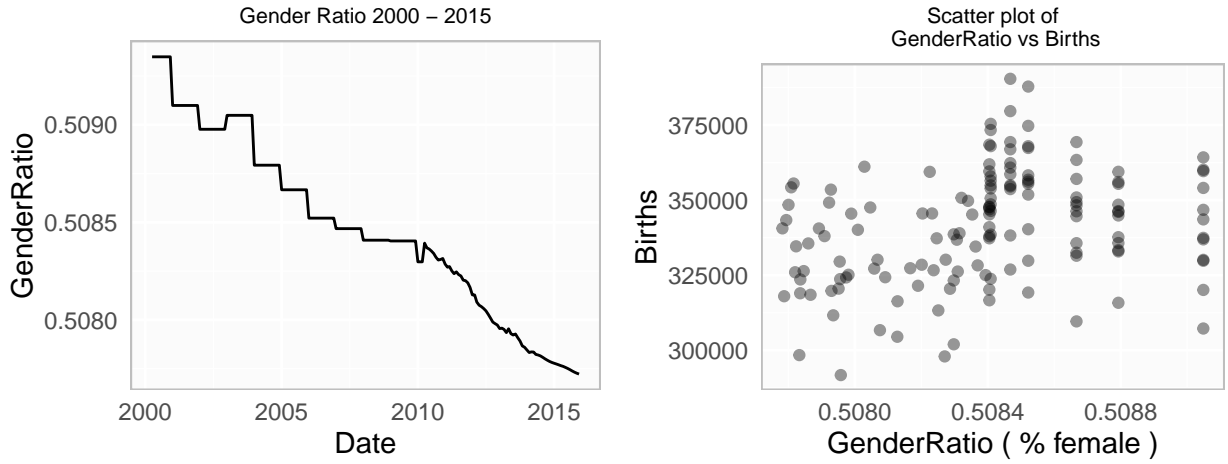 Gender Ratio 2000 − 2015
GenderRatio
0.5090
0.5085
0.5080
2000
2005
2010
2015
Date
Scatter plot of
GenderRatio vs Births
Births
375000
350000
325000
300000
0.5080
0.5084
0.5088
GenderRatio ( % female )